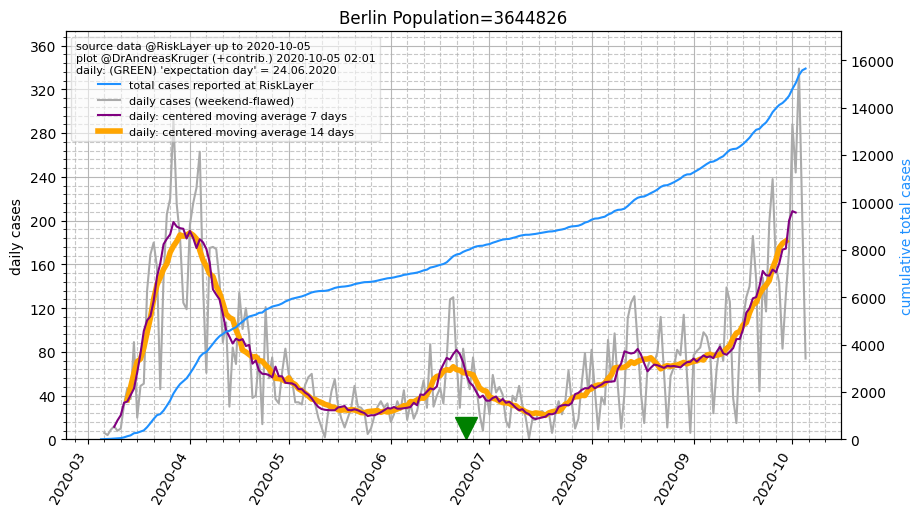 Berlin Population=3644826
source data @RiskLayer up to 2020-10-05
plot @DrAndreasKruger (+contrib.) 2020-10-05 02:01
daily: (GREEN) 'expectation day' = 24.06.2020
total cases reported at RiskLayer
daily cases (weekend-flawed)
daily: centered moving average 7 days
daily: centered moving average 14 days
daily cases
360
320
280
240
200
160
120
80
40
0
16000
14000
12000
10000
8000
6000
4000
2000
0
cumulative total cases
2020-03
2020-04
2020-05
2020-06
2020-07
2020-08
2020-09
2020-10